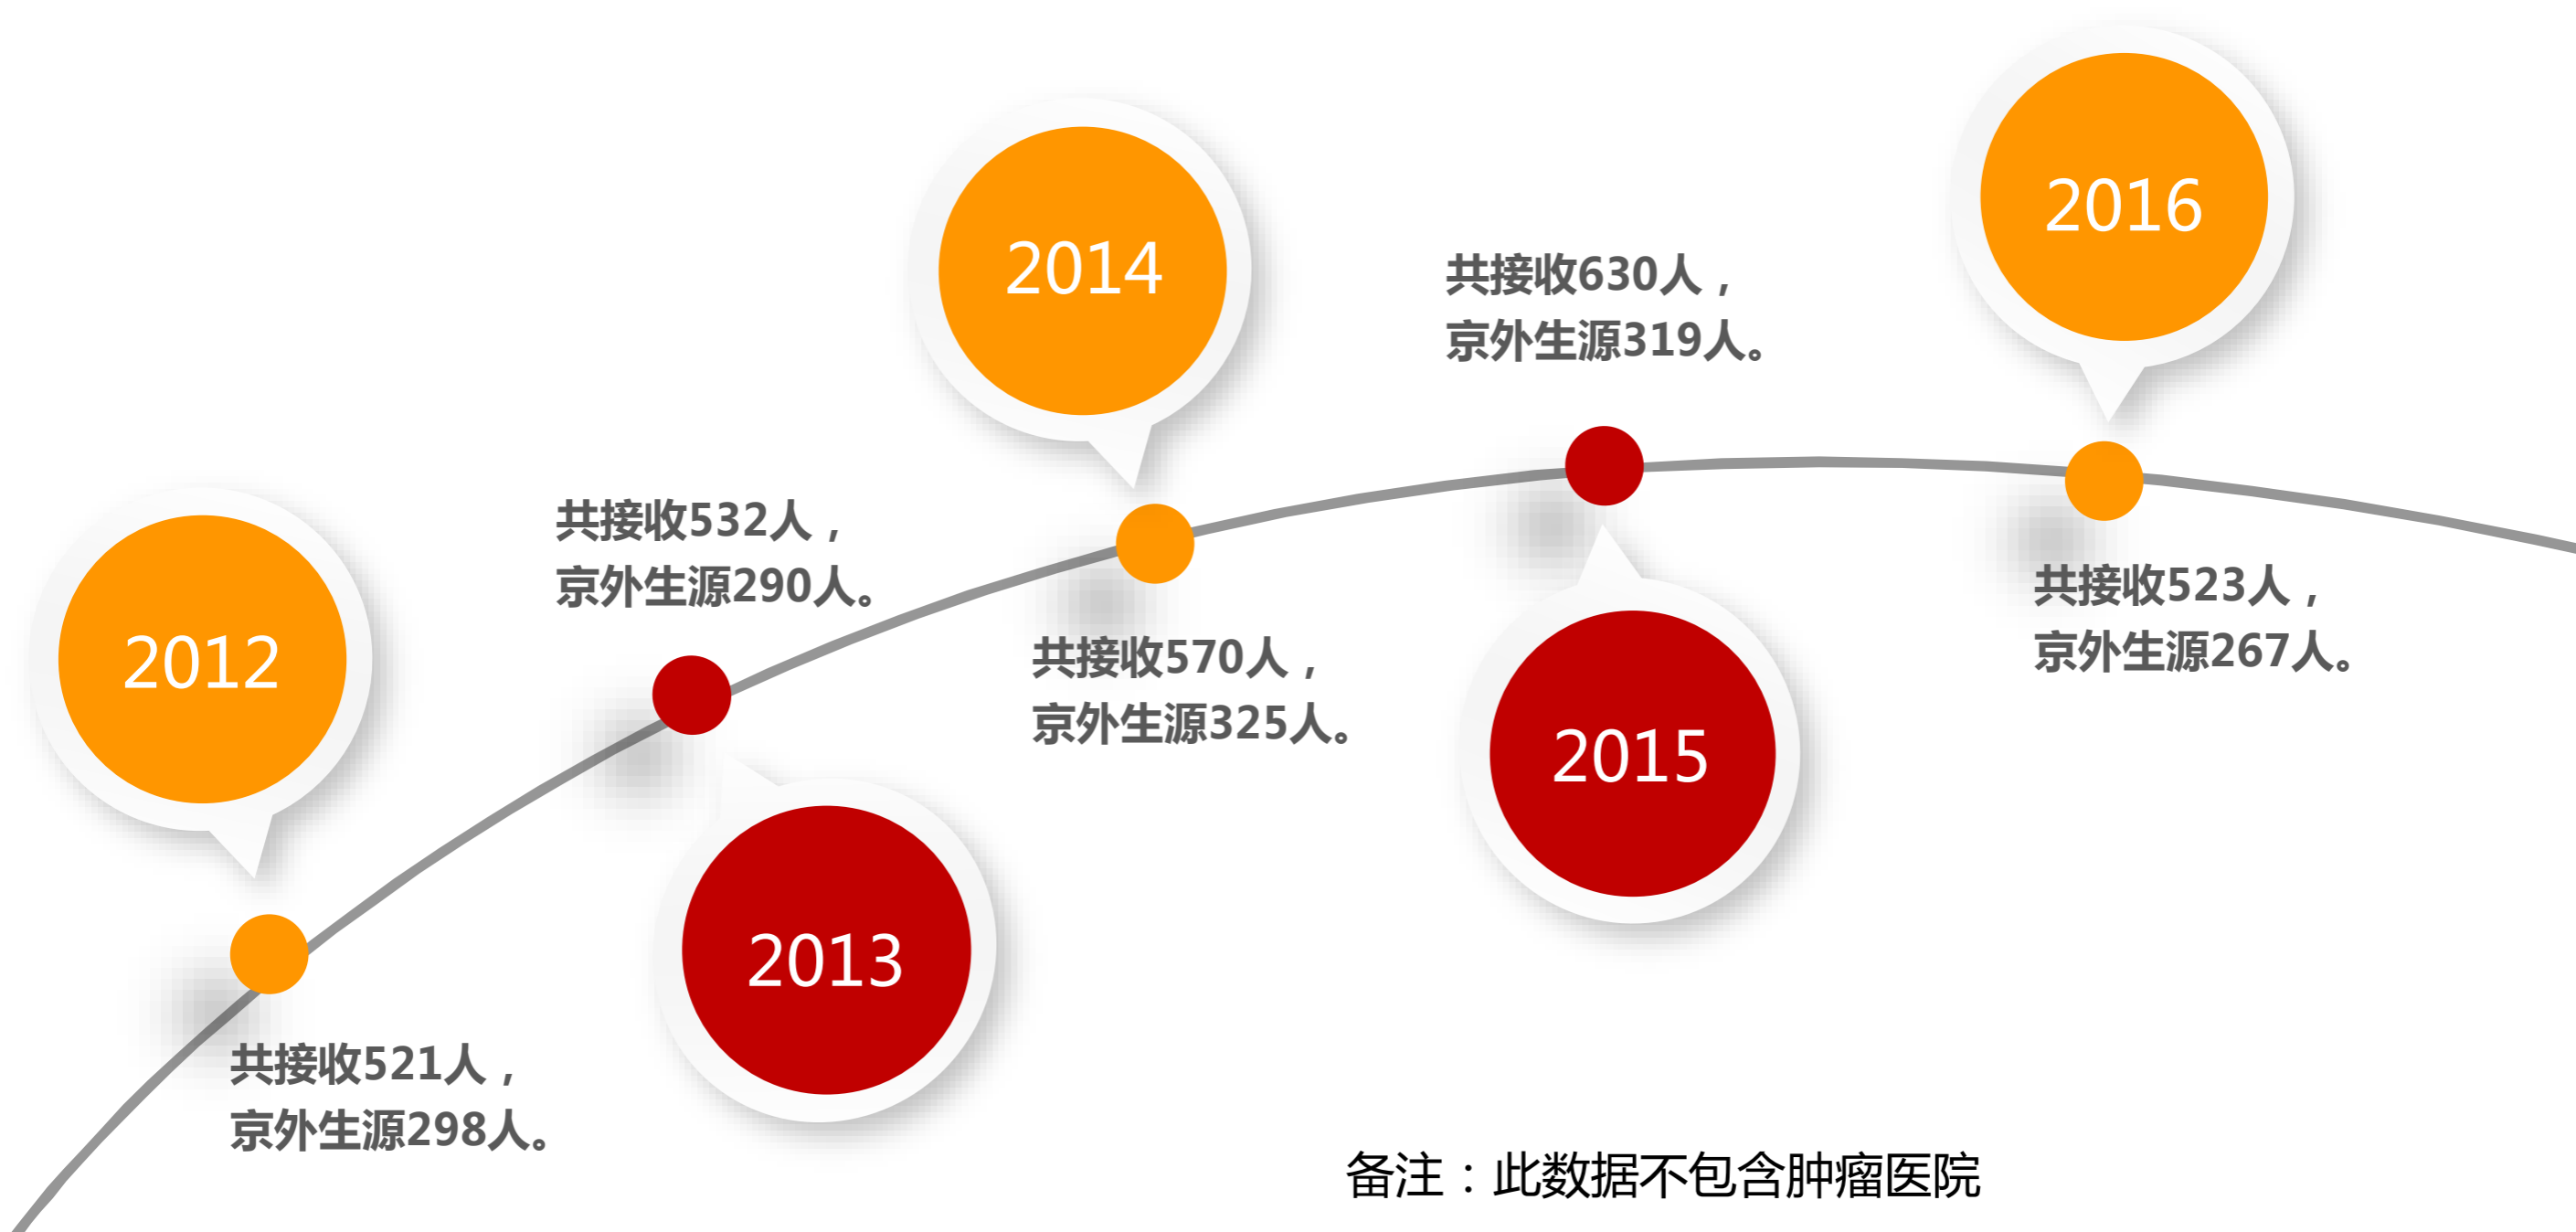 2012
共接收521人，
京外生源298人。
2013
共接收532人，
京外生源290人。
2014
共接收570人，
京外生源325人。
2015
共接收630人，
京外生源319人。
2016
共接收523人，
京外生源267人。
备注：此数据不包含肿瘤医院